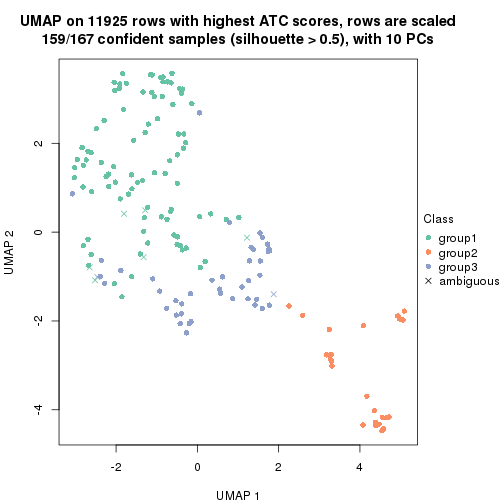 UMAP on 11925 rows with highest ATC scores, rows are scaled
159/167 confident samples (silhouette > 0.5), with 10 PCs
2
0
-2
-4
UMAP 2
-2
0
2
4
UMAP 1
Class
group1
group2
group3
ambiguous